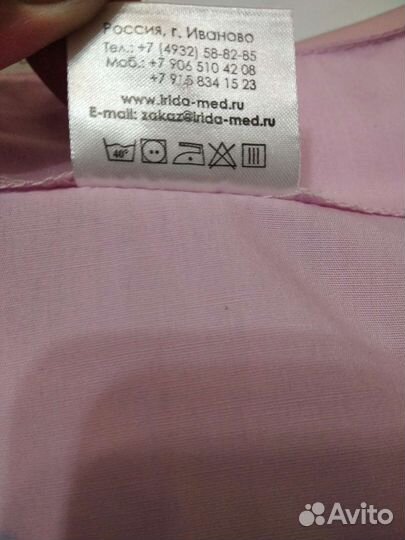 Россия, г. Иваново
Тел.: +7 (4932) 58-82-85
Моб.: +7 906 510 42 08
+7 915 834 15 23
www.irida-med.ru
E-mail: zakaz@irida-med.ru
40°
Avito